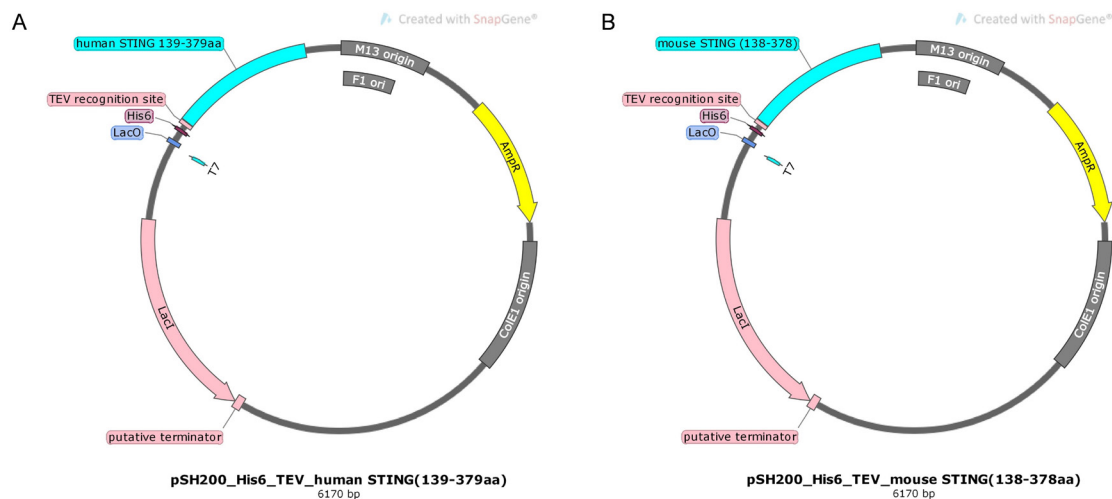 A
Created with SnapGene®
human STING 139-379aa
M13 origin
F1 ori
TEV recognition site
His6
LacO
T7
AmpR
LacI
ColE1 origin
putative terminator
pSH200_His6_TEV_human STING(139-379aa)
6170 bp
B
Created with SnapGene®
mouse STING (138-378)
M13 origin
F1 ori
TEV recognition site
His6
LacO
T7
AmpR
LacI
ColE1 origin
putative terminator
pSH200_His6_TEV_mouse STING(138-378aa)
6170 bp